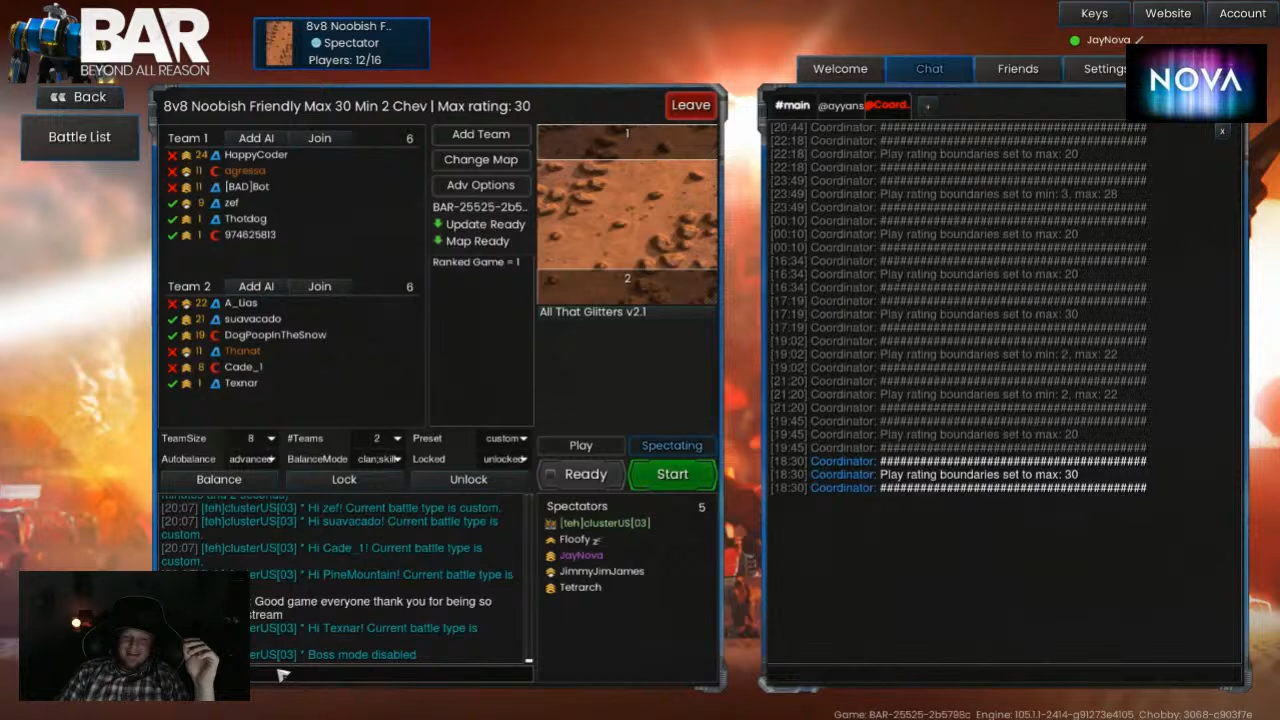 BAR
BEYOND ALL REASON
8v8 Noobish F...
Spectator
Players: 12/16
Keys
Website
Account
JayNova
Back
Battle List
8v8 Noobish Friendly Max 30 Min 2 Chev | Max rating: 30
Leave
Team 1
Add AI
Join
6
24 HappyCoder
11 agressa
11 [BAD]Bot
9 zef
1 Thotdog
1 974625813
Team 2
Add AI
Join
6
22 A_Lias
21 suavacado
19 DogPoopInTheSnow
11 Thanat
8 Cade_1
1 Texnar
Add Team
Change Map
Adv Options
BAR-25525-2b5..
Update Ready
Map Ready
Ranked Game = 1
1
2
All That Glitters v2.1
TeamSize 8 #Teams 2 Preset custom
Autobalance advanced BalanceMode clan;skill Locked unlocked
Balance
Lock
Unlock
Play
Spectating
Ready
Start
minutes and 2 seconds)
[20:07] [teh]clusterUS[03] * Hi zef! Current battle type is custom.
[20:07] [teh]clusterUS[03] * Hi suavacado! Current battle type is
custom.
[20:07] [teh]clusterUS[03] * Hi Cade_1! Current battle type is
custom.
erUS[03] * Hi PineMountain! Current battle type is
Good game everyone thank you for being so
stream
erUS[03] * Hi Texnar! Current battle type is
erUS[03] * Boss mode disabled
Spectators
5
[teh]clusterUS[03]
Floofy
JayNova
JimmyJimJames
Tetrarch
Welcome
Chat
Friends
Settings
NOVA
#main
@ayyans
@Coord..
+
x
[20:44] Coordinator: ########################################
[22:18] Coordinator: ########################################
[22:18] Coordinator: Play rating boundaries set to max: 20
[22:18] Coordinator: ########################################
[23:49] Coordinator: ########################################
[23:49] Coordinator: Play rating boundaries set to min: 3, max: 28
[23:49] Coordinator: ########################################
[00:10] Coordinator: ########################################
[00:10] Coordinator: Play rating boundaries set to max: 20
[00:10] Coordinator: ########################################
[16:34] Coordinator: ########################################
[16:34] Coordinator: Play rating boundaries set to max: 20
[16:34] Coordinator: ########################################
[17:19] Coordinator: ########################################
[17:19] Coordinator: Play rating boundaries set to max: 30
[17:19] Coordinator: ########################################
[19:02] Coordinator: ########################################
[19:02] Coordinator: Play rating boundaries set to min: 2, max: 22
[19:02] Coordinator: ########################################
[21:20] Coordinator: ########################################
[21:20] Coordinator: Play rating boundaries set to min: 2, max: 22
[21:20] Coordinator: ########################################
[19:45] Coordinator: ########################################
[19:45] Coordinator: Play rating boundaries set to max: 20
[19:45] Coordinator: ########################################
[18:30] Coordinator: ########################################
[18:30] Coordinator: Play rating boundaries set to max: 30
[18:30] Coordinator: ########################################
Game: BAR-25525-2b5798c Engine: 105.1.1-2414-g91273e4105 Chobby: 3068-c903f7e